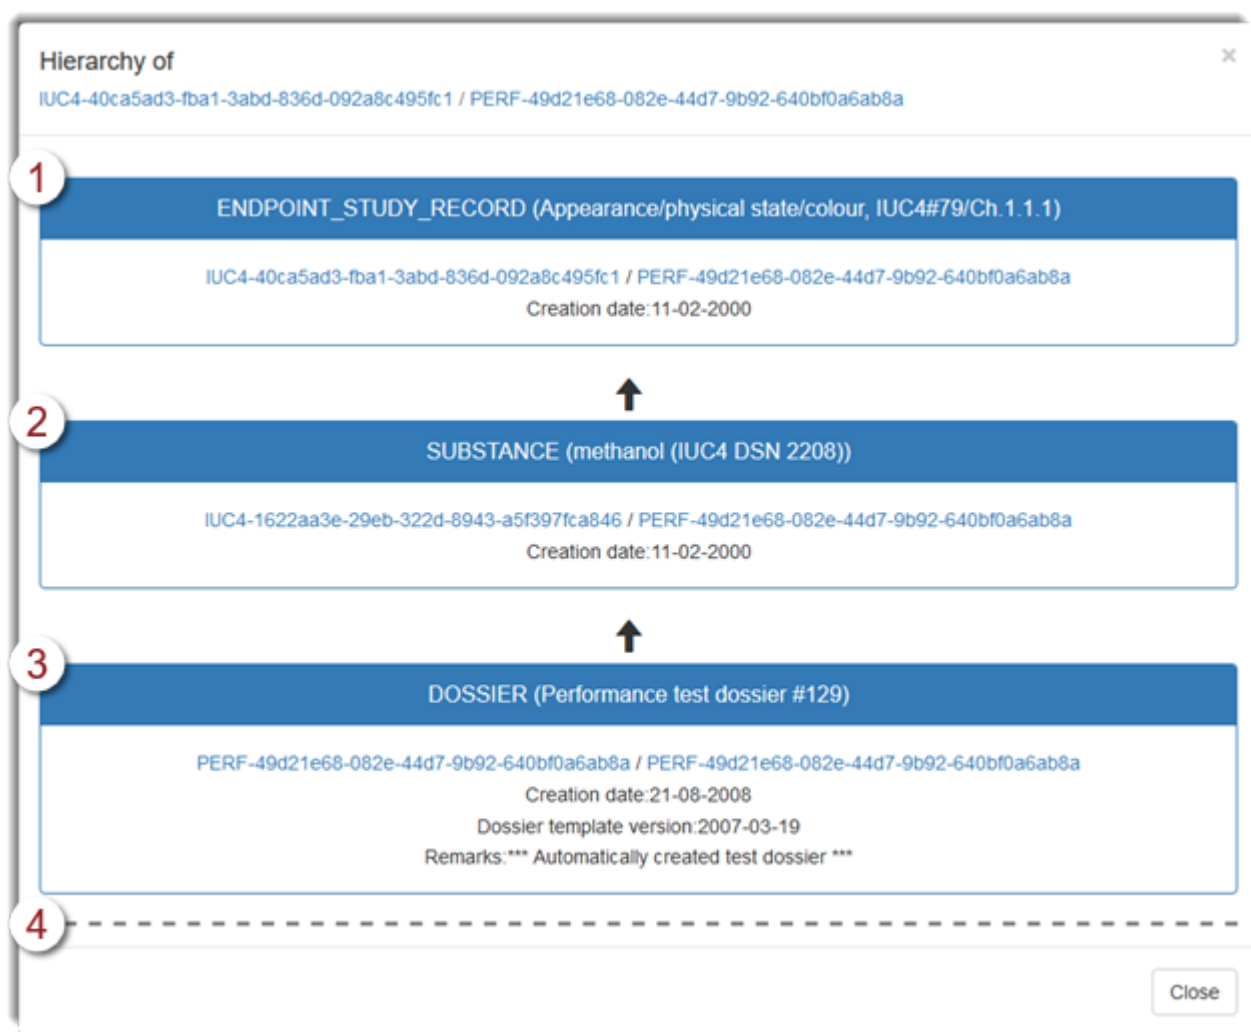 Hierarchy of
×
IUC4-40ca5ad3-fba1-3abd-836d-092a8c495fc1 / PERF-49d21e68-082e-44d7-9b92-640bf0a6ab8a
1
ENDPOINT_STUDY_RECORD (Appearance/physical state/colour, IUC4#79/Ch.1.1.1)
IUC4-40ca5ad3-fba1-3abd-836d-092a8c495fc1 / PERF-49d21e68-082e-44d7-9b92-640bf0a6ab8a
Creation date:11-02-2000
2
SUBSTANCE (methanol (IUC4 DSN 2208))
IUC4-1622aa3e-29eb-322d-8943-a5f397fca846 / PERF-49d21e68-082e-44d7-9b92-640bf0a6ab8a
Creation date:11-02-2000
3
DOSSIER (Performance test dossier #129)
PERF-49d21e68-082e-44d7-9b92-640bf0a6ab8a / PERF-49d21e68-082e-44d7-9b92-640bf0a6ab8a
Creation date:21-08-2008
Dossier template version:2007-03-19
Remarks:*** Automatically created test dossier ***
4
Close